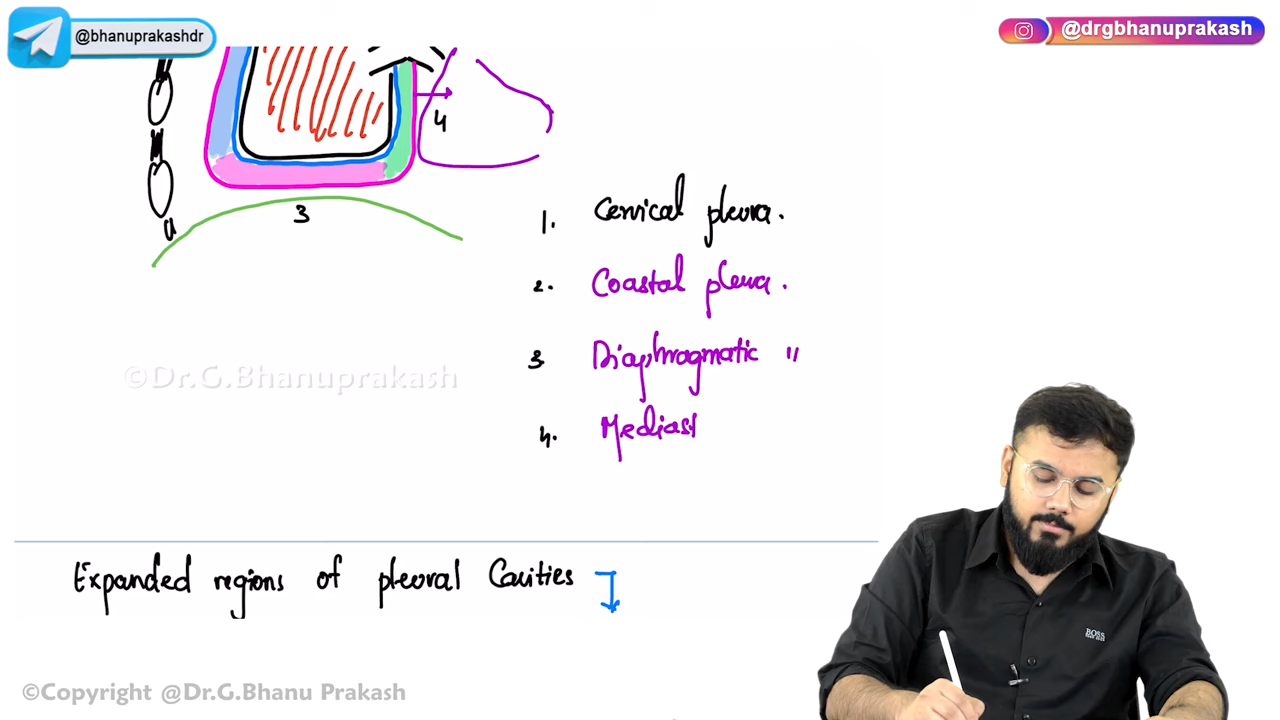 @bhanuprakashdr
@drgbhanuprakash
4
3
1. Cervical pleura.
2. Coastal pleura.
3 Diaphragmatic "
4. Mediast
©Dr.G.Bhanuprakash
Expanded regions of pleural Cavities
BOSS
©Copyright @Dr.G.Bhanu Prakash